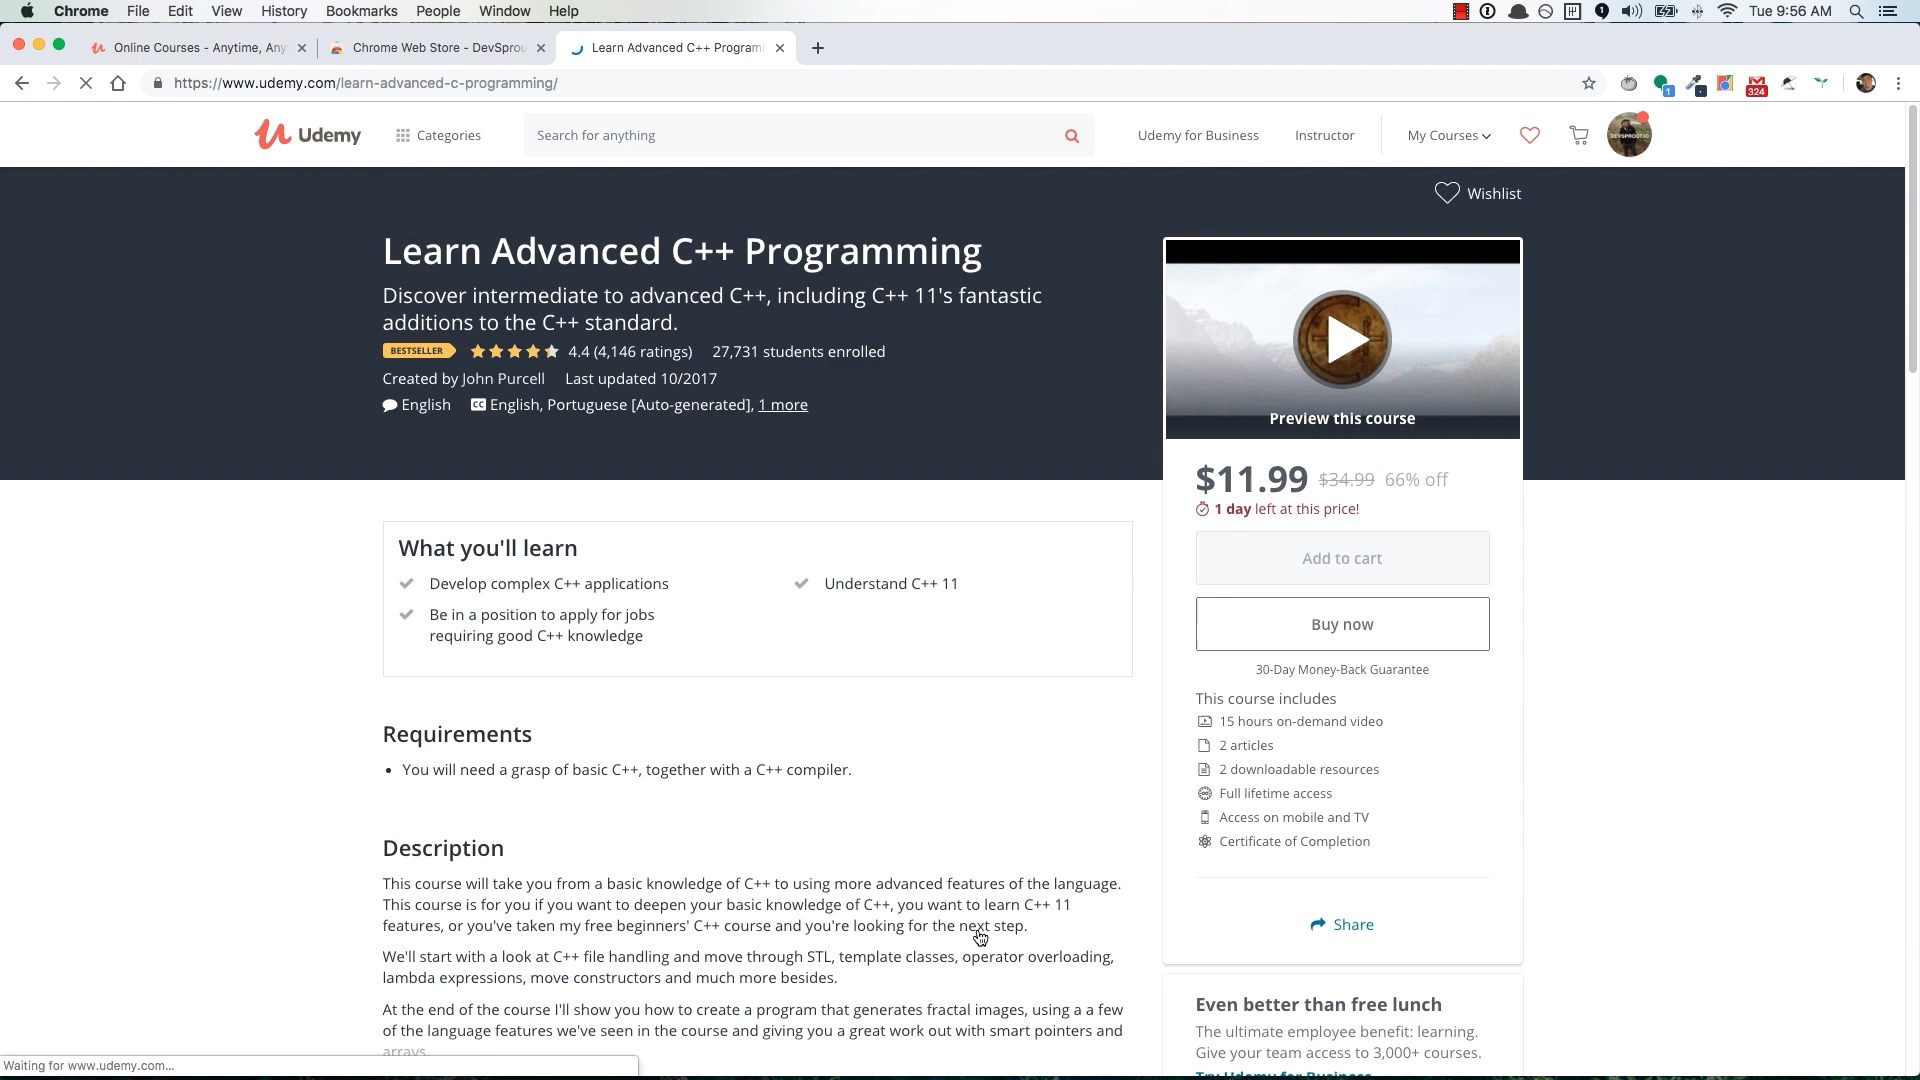 Chrome File Edit View History Bookmarks People Window Help Tue 9:56 AM
Online Courses - Anytime, Any
Chrome Web Store - DevSprou
Learn Advanced C++ Programm
https://www.udemy.com/learn-advanced-c-programming/
1
324
Udemy
Categories
Search for anything
Udemy for Business
Instructor
My Courses
DEVSPROUT.IO
Wishlist
Learn Advanced C++ Programming
Discover intermediate to advanced C++, including C++ 11's fantastic
additions to the C++ standard.
BESTSELLER 4.4 (4,146 ratings) 27,731 students enrolled
Created by John Purcell Last updated 10/2017
English CC English, Portuguese [Auto-generated], 1 more
Preview this course
$11.99 $34.99 66% off
1 day left at this price!
Add to cart
Buy now
30-Day Money-Back Guarantee
This course includes
15 hours on-demand video
2 articles
2 downloadable resources
Full lifetime access
Access on mobile and TV
Certificate of Completion
Share
Even better than free lunch
The ultimate employee benefit: learning.
Give your team access to 3,000+ courses.
Try Udemy for Business
What you'll learn
Develop complex C++ applications
Understand C++ 11
Be in a position to apply for jobs
requiring good C++ knowledge
Requirements
You will need a grasp of basic C++, together with a C++ compiler.
Description
This course will take you from a basic knowledge of C++ to using more advanced features of the language.
This course is for you if you want to deepen your basic knowledge of C++, you want to learn C++ 11
features, or you've taken my free beginners' C++ course and you're looking for the next step.
We'll start with a look at C++ file handling and move through STL, template classes, operator overloading,
lambda expressions, move constructors and much more besides.
At the end of the course I'll show you how to create a program that generates fractal images, using a a few
of the language features we've seen in the course and giving you a great work out with smart pointers and
arrays.
Waiting for www.udemy.com...